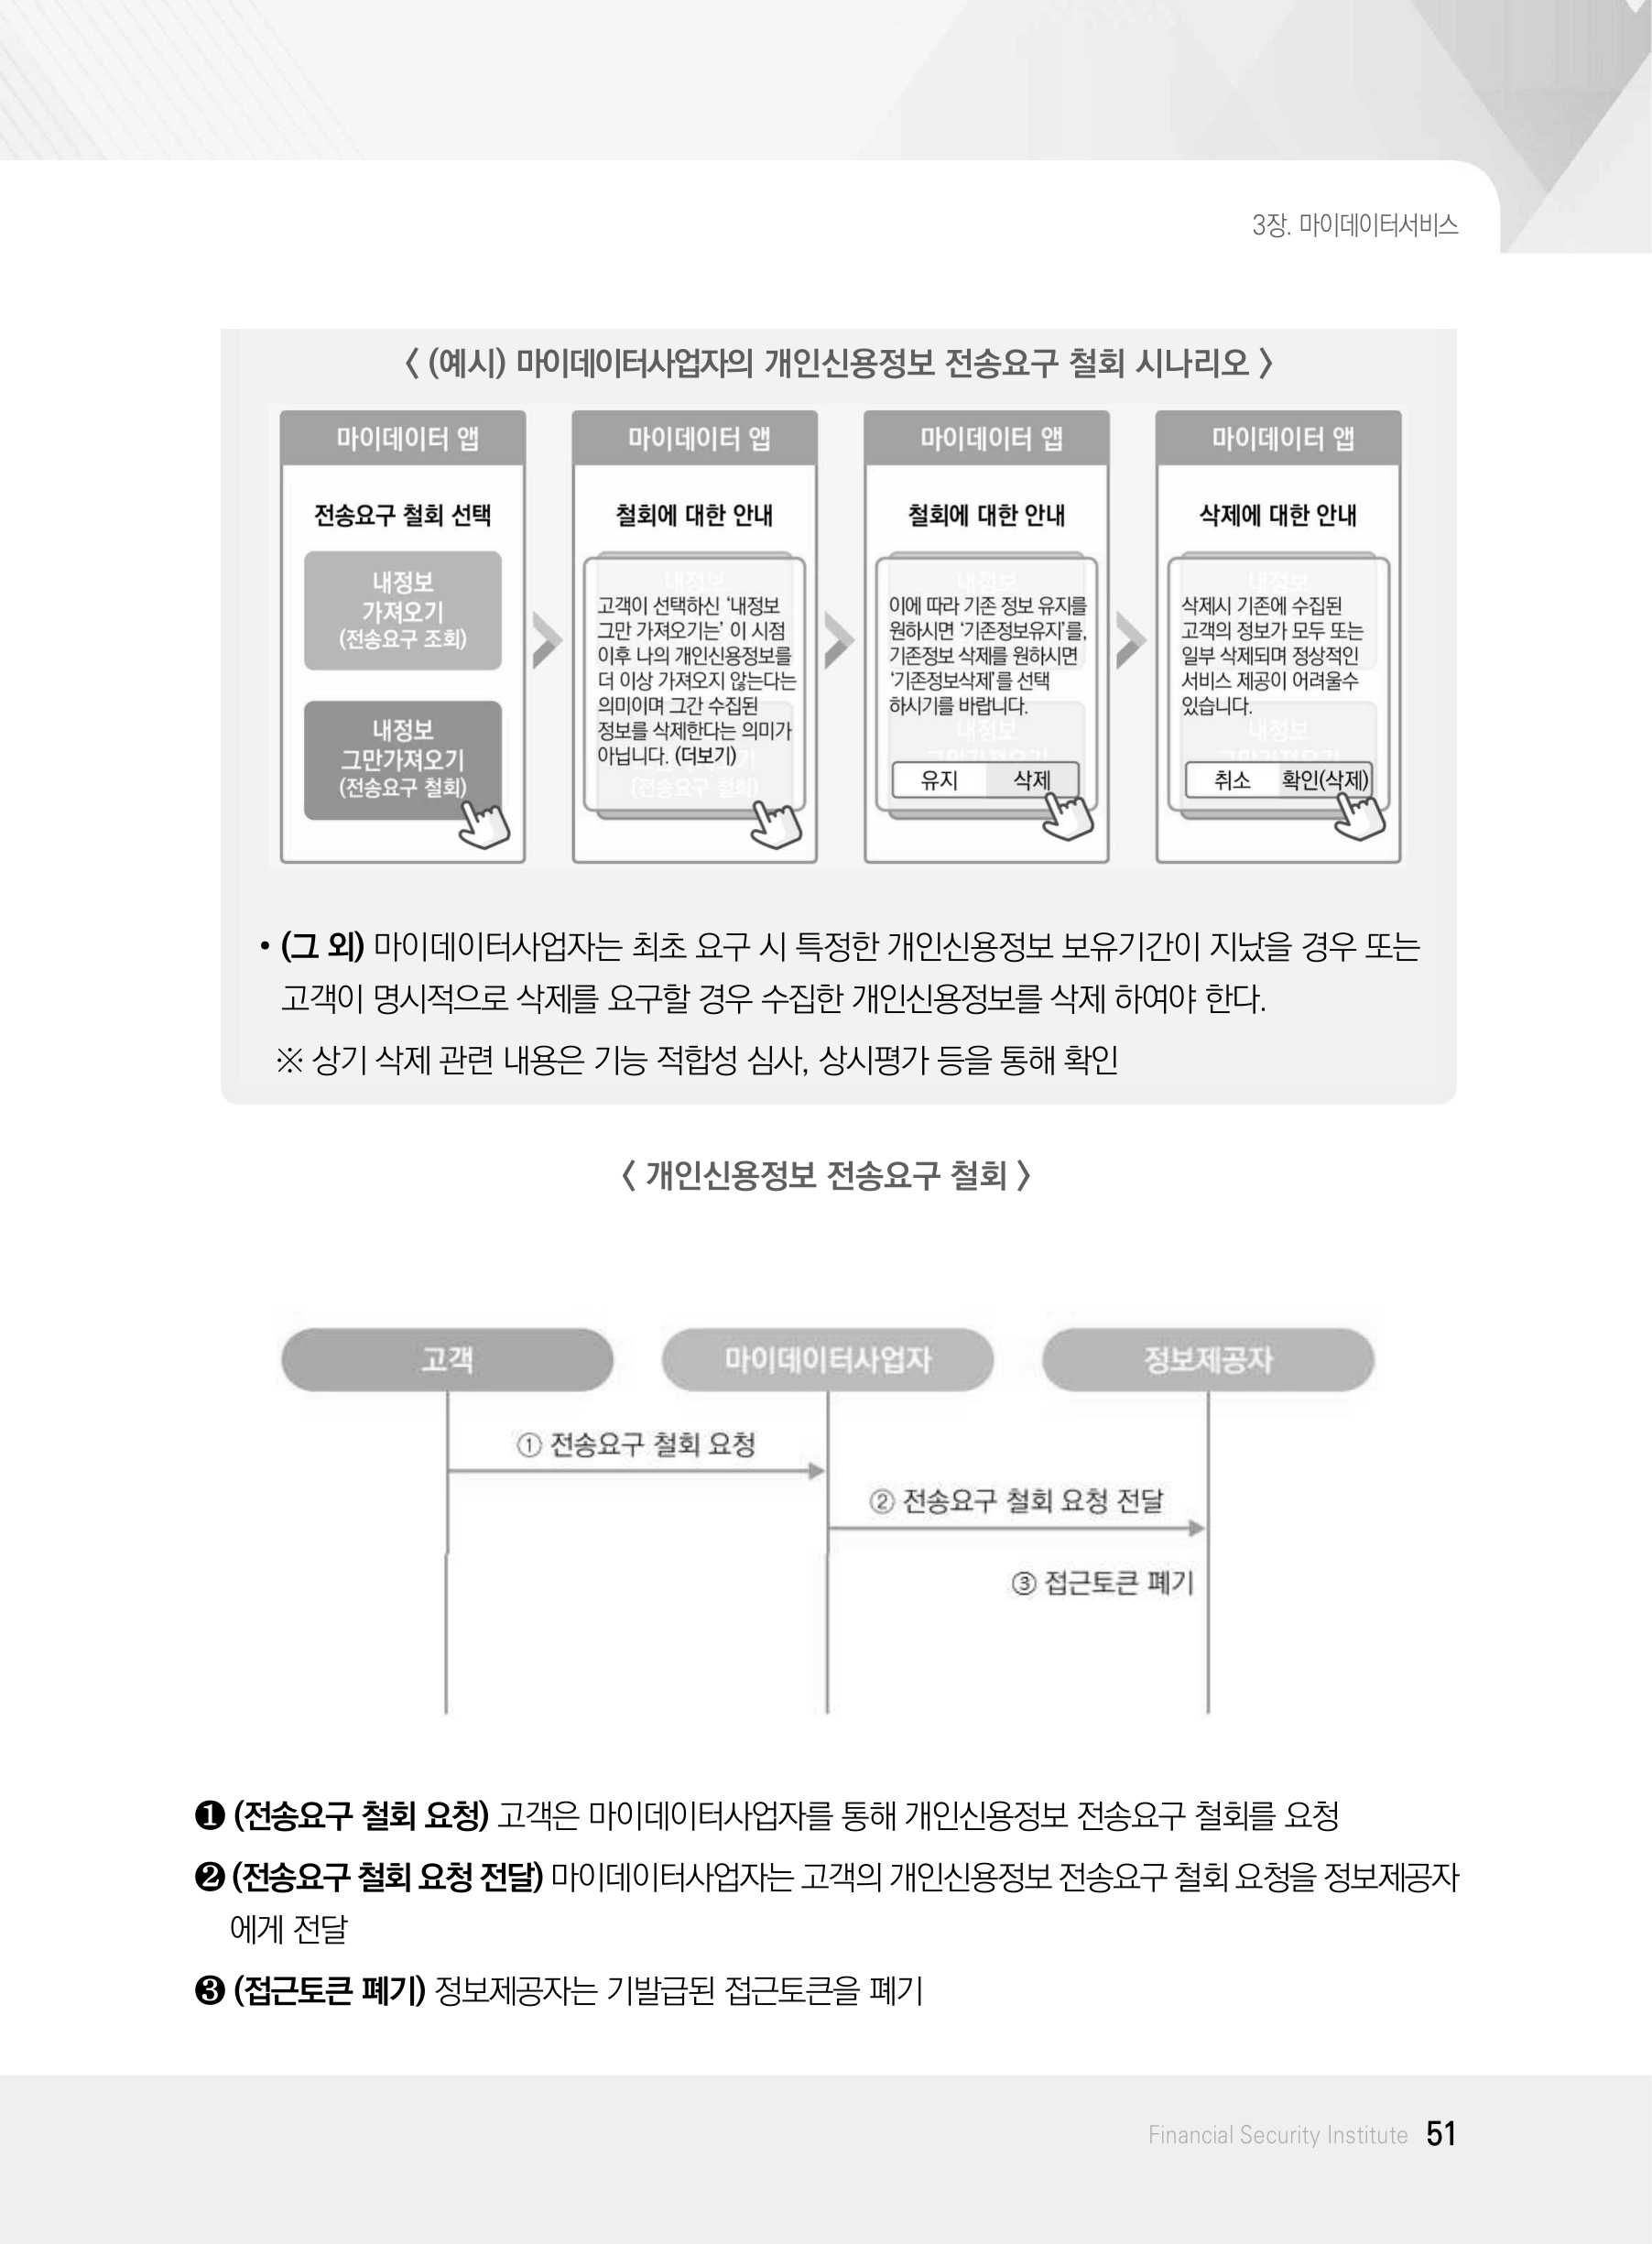 3장. 마이데이터서비스
〈 (예시) 마이데이터사업자의 개인신용정보 전송요구 철회 시나리오 〉
마이데이터 앱
전송요구 철회 선택
내정보
가져오기
(전송요구 조회)
내정보
그만가져오기
(전송요구 철회)
마이데이터 앱
철회에 대한 안내
고객이 선택하신 ‘내정보
그만 가져오기는’ 이 시점
이후 나의 개인신용정보를
더 이상 가져오지 않는다는
의미이며 그간 수집된
정보를 삭제한다는 의미가
아닙니다. (더보기)
(전송요구 철회)
마이데이터 앱
철회에 대한 안내
내정보
이에 따라 기존 정보 유지를
원하시면 ‘기존정보유지’를,
기존정보 삭제를 원하시면
‘기존정보삭제’를 선택
하시기를 바랍니다.
내정보
유지 삭제
마이데이터 앱
삭제에 대한 안내
내정보
삭제시 기존에 수집된
고객의 정보가 모두 또는
일부 삭제되며 정상적인
서비스 제공이 어려울수
있습니다.
내정보
취소 확인(삭제)
• (그 외) 마이데이터사업자는 최초 요구 시 특정한 개인신용정보 보유기간이 지났을 경우 또는
고객이 명시적으로 삭제를 요구할 경우 수집한 개인신용정보를 삭제 하여야 한다.
※ 상기 삭제 관련 내용은 기능 적합성 심사, 상시평가 등을 통해 확인
〈 개인신용정보 전송요구 철회 〉
고객 마이데이터사업자 정보제공자
① 전송요구 철회 요청
② 전송요구 철회 요청 전달
③ 접근토큰 폐기
❶ (전송요구 철회 요청) 고객은 마이데이터사업자를 통해 개인신용정보 전송요구 철회를 요청
❷ (전송요구 철회 요청 전달) 마이데이터사업자는 고객의 개인신용정보 전송요구 철회 요청을 정보제공자
에게 전달
❸ (접근토큰 폐기) 정보제공자는 기발급된 접근토큰을 폐기
Financial Security Institute 51